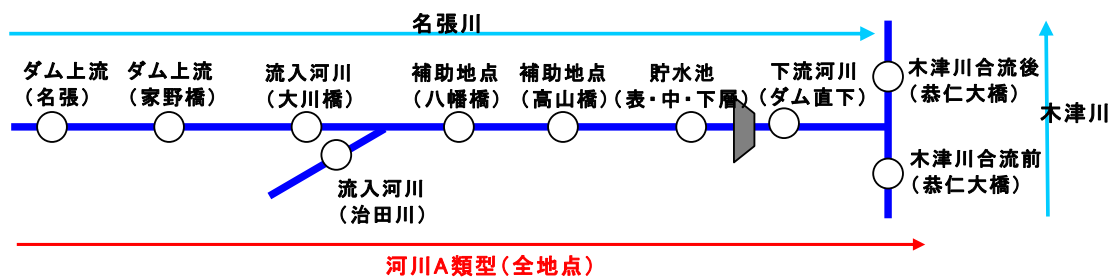 名張川
ダム上流
(名張)
ダム上流
(家野橋)
流入河川
(大川橋)
補助地点
(八幡橋)
補助地点
(高山橋)
貯水池
(表・中・下層)
下流河川
(ダム直下)
木津川合流後
(恭仁大橋)
木津川
木津川合流前
(恭仁大橋)
流入河川
(治田川)
河川A類型(全地点)